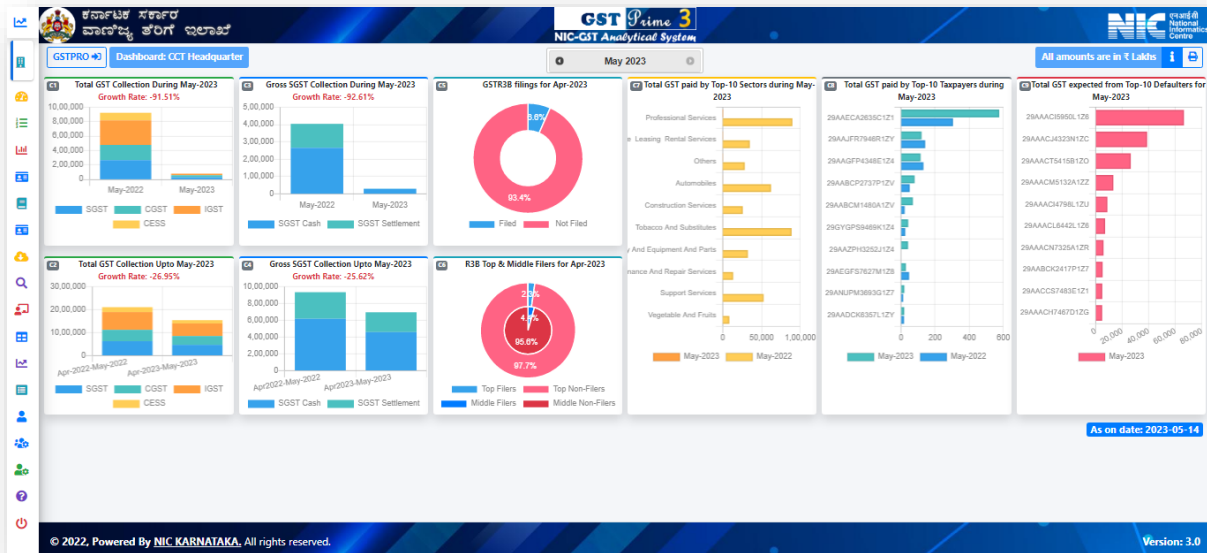 ಕರ್ನಾಟಕ ಸರ್ಕಾರ
ವಾಣಿಜ್ಯ ತೆರಿಗೆ ಇಲಾಖೆ
GST Prime 3
NIC-GST Analytical System
NIC
एनआईसी
National
Informatics
Centre
GSTPRO
Dashboard: CCT Headquarter
May 2023
All amounts are in ₹ Lakhs
C1 Total GST Collection During May-2023
Growth Rate: -91.51%
10,00,000
8,00,000
6,00,000
4,00,000
2,00,000
0
May-2022 May-2023
SGST CGST IGST
CESS
C3 Gross SGST Collection During May-2023
Growth Rate: -92.61%
5,00,000
4,00,000
3,00,000
2,00,000
1,00,000
0
May-2022 May-2023
SGST Cash SGST Settlement
C5 GSTR3B filings for Apr-2023
93.4%
Filed Not Filed
C7 Total GST paid by Top-10 Sectors during May-
2023
Professional Services
Leasing Rental Services
Others
Automobiles
Construction Services
Tobacco And Substitutes
And Equipment And Parts
And Repair Services
Support Services
Vegetable And Fruits
0 50,000 1,00,000
May-2023 May-2022
C8 Total GST paid by Top-10 Taxpayers during
May-2023
29AAECA2635C1Z1
29AAJFR7946R1ZY
29AAGFP4348E1Z4
29AABCP2737P1ZV
29AABCM1460A1ZV
29GYGPS9469K1Z4
29AAZPH3252J1Z4
29AEGFS7627M1Z8
29ANUPM3693G1Z7
29AADCK6357L1ZY
0 200 400 600
May-2023 May-2022
C9 Total GST expected from Top-10 Defaulters for
May-2023
29AAACI5950L1Z6
29AAACJ4323N1ZC
29AAACT5415B1ZO
29AAACM5132A1ZZ
29AAACI4798L1ZU
29AAACL6442L1Z6
29AAACN7325A1ZR
29AABCK2417P1Z7
29AACCS7483E1Z1
29AAACH7467D1ZG
0 20,000 40,000 60,000 80,000
May-2023
C2 Total GST Collection Upto May-2023
Growth Rate: -26.95%
30,00,000
20,00,000
10,00,000
0
Apr-2022-May-2022 Apr-2023-May-2023
SGST CGST IGST
CESS
C4 Gross SGST Collection Upto May-2023
Growth Rate: -25.62%
10,00,000
8,00,000
6,00,000
4,00,000
2,00,000
0
Apr2022-May-2022 Apr2023-May-2023
SGST Cash SGST Settlement
C6 R3B Top & Middle Filers for Apr-2023
95.6%
97.7%
Top Filers Top Non-Filers
Middle Filers Middle Non-Filers
As on date: 2023-05-14
© 2022, Powered By NIC KARNATAKA. All rights reserved.
Version: 3.0